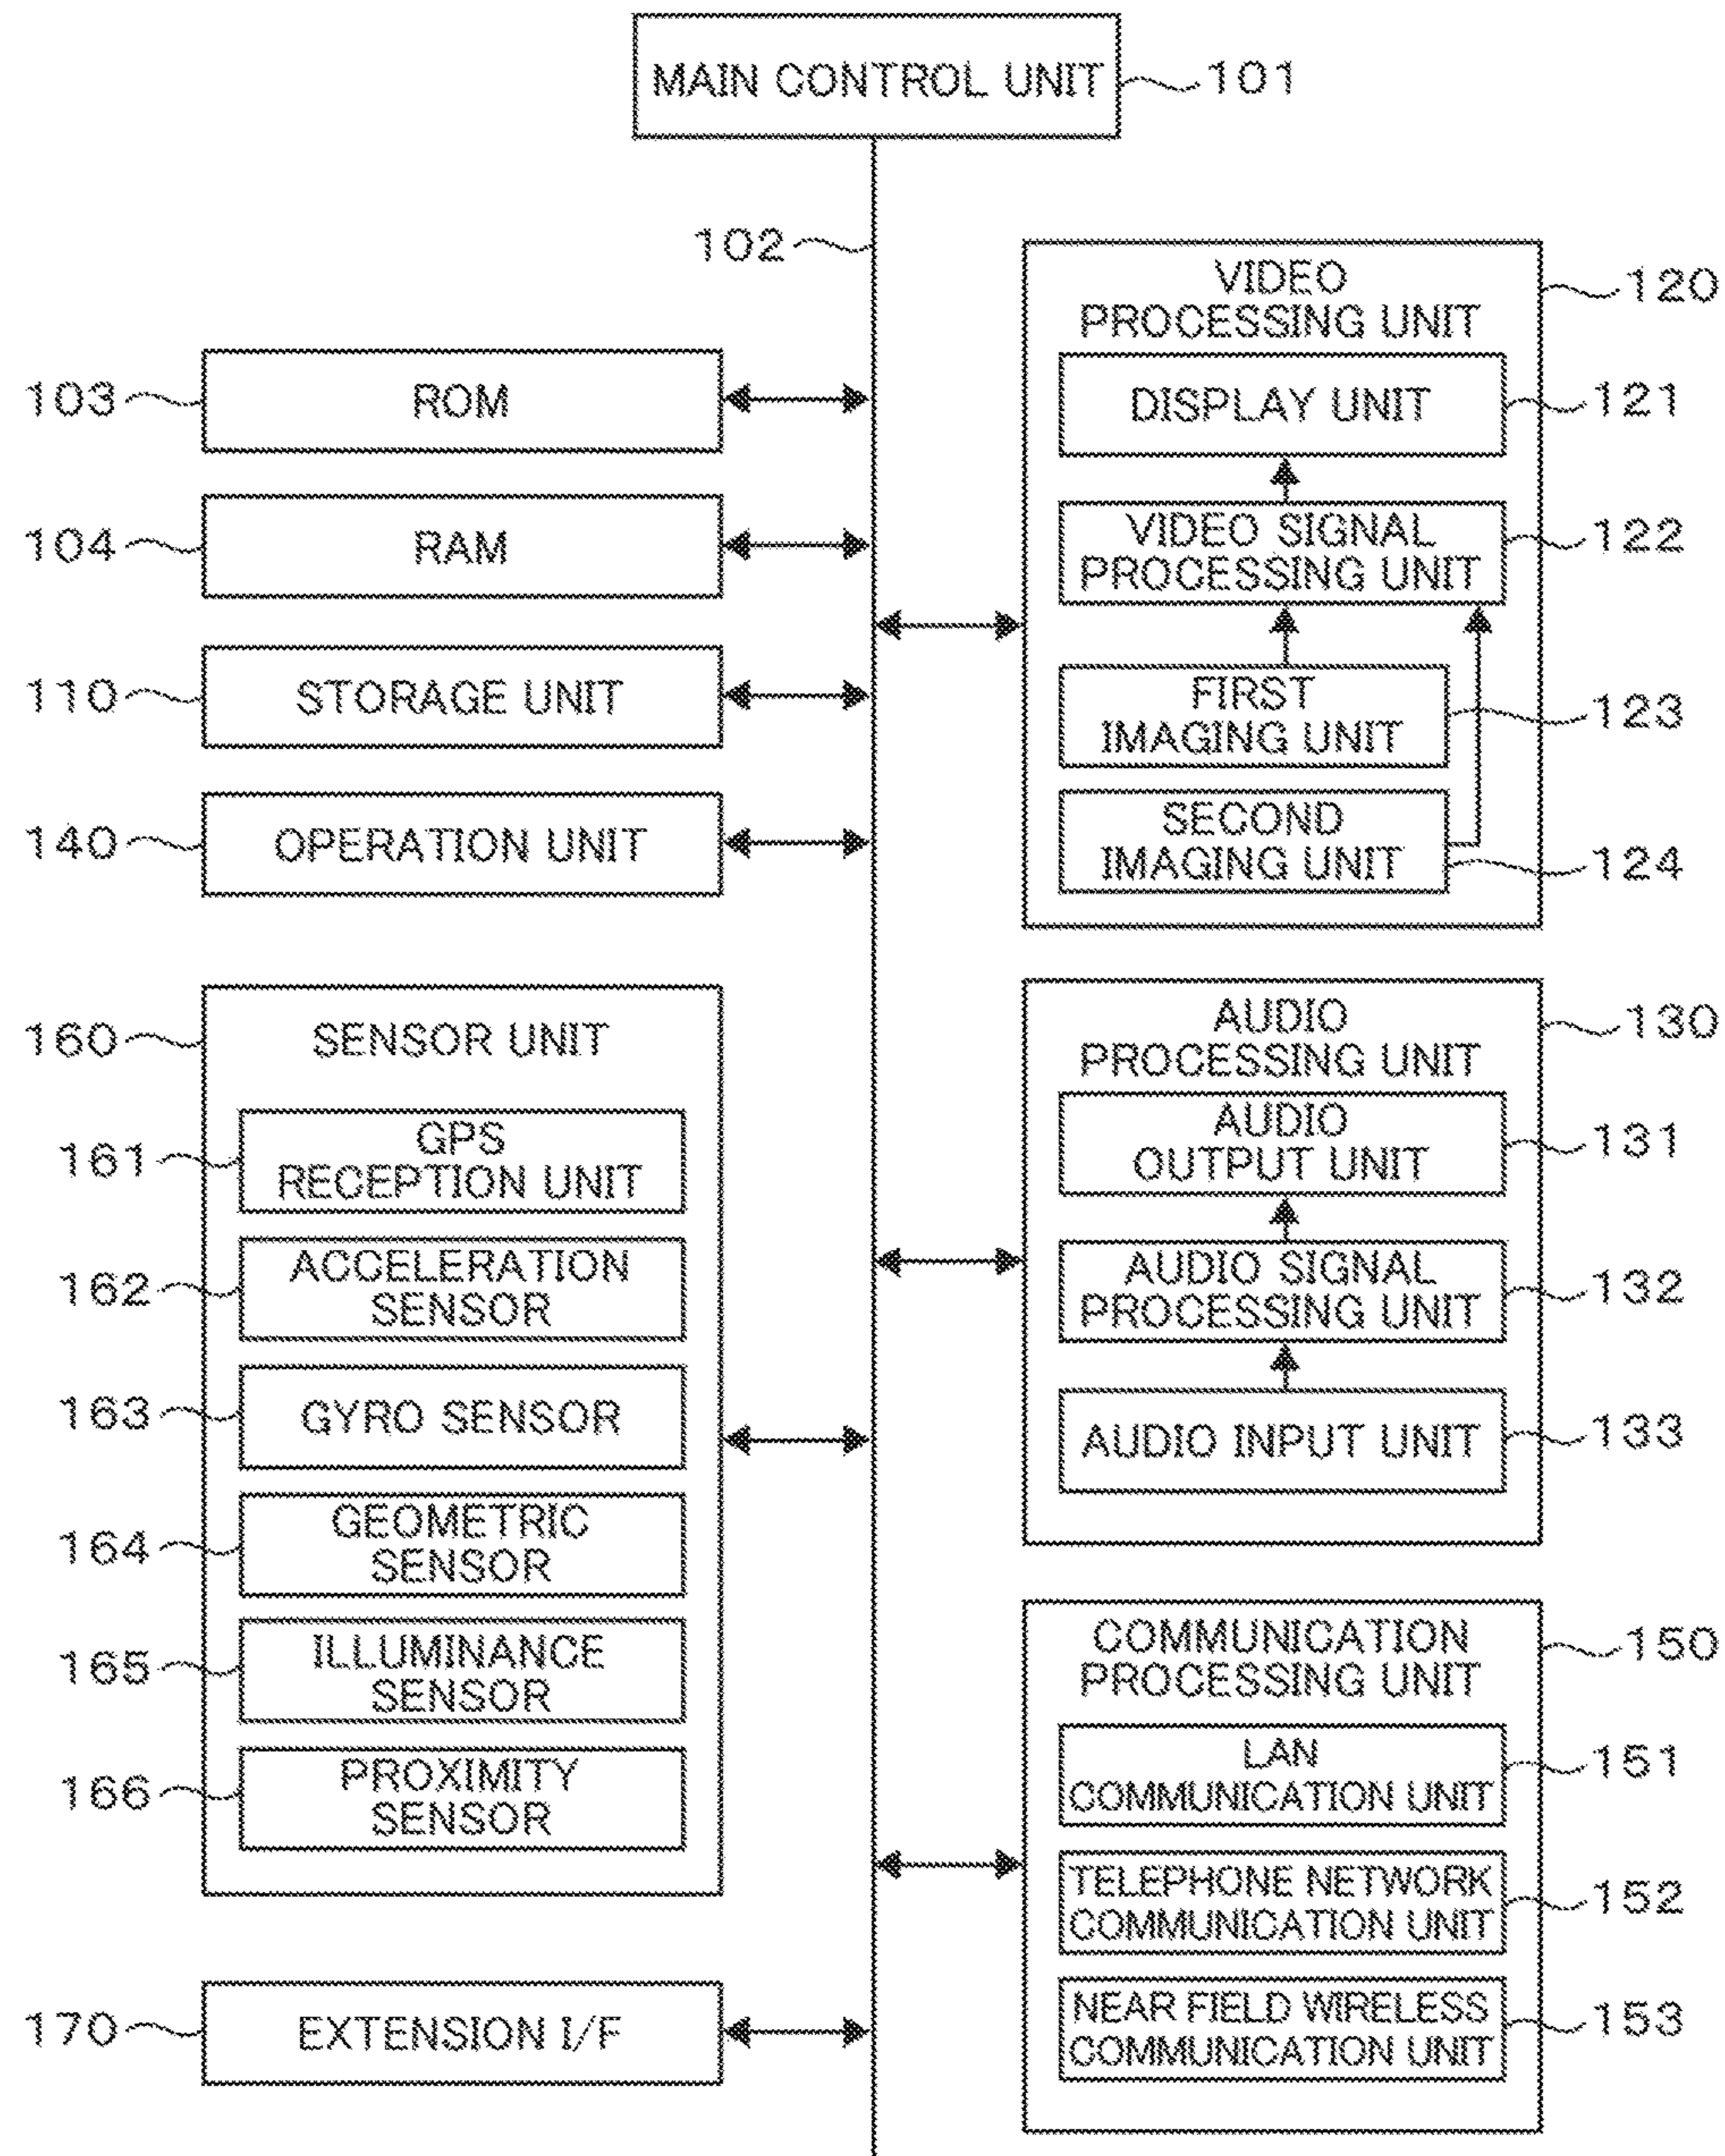 MAIN CONTROL UNIT
101
102
103
ROM
104
RAM
110
STORAGE UNIT
140
OPERATION UNIT
160
SENSOR UNIT
161
GPS
RECEPTION UNIT
162
ACCELERATION
SENSOR
163
GYRO SENSOR
164
GEOMETRIC
SENSOR
165
ILLUMINANCE
SENSOR
166
PROXIMITY
SENSOR
170
EXTENSION I/F
VIDEO
PROCESSING UNIT
120
DISPLAY UNIT
121
VIDEO SIGNAL
PROCESSING UNIT
122
FIRST
IMAGING UNIT
123
SECOND
IMAGING UNIT
124
AUDIO
PROCESSING UNIT
130
AUDIO
OUTPUT UNIT
131
AUDIO SIGNAL
PROCESSING UNIT
132
AUDIO INPUT UNIT
133
COMMUNICATION
PROCESSING UNIT
150
LAN
COMMUNICATION UNIT
151
TELEPHONE NETWORK
COMMUNICATION UNIT
152
NEAR FIELD WIRELESS
COMMUNICATION UNIT
153